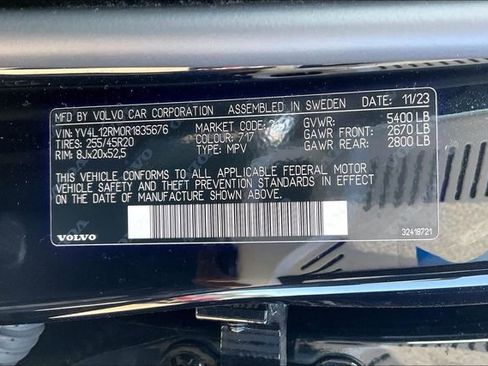 MFD BY VOLVO CAR CORPORATION ASSEMBLED IN SWEDEN DATE: 11/23
VIN: YV4L12RM0R1835676 MARKET CODE: GVWR: 5400 LB
TIRES: 255/45R20 COLOUR: 717 GAWR FRONT: 2670 LB
RIM: 8Jx20x52,5 TYPE: MPV GAWR REAR: 2800 LB
THIS VEHICLE CONFORMS TO ALL APPLICABLE FEDERAL MOTOR
VEHICLE SAFETY AND THEFT PREVENTION STANDARDS IN EFFECT
ON THE DATE OF MANUFACTURE SHOWN ABOVE.
VOLVO 32418721